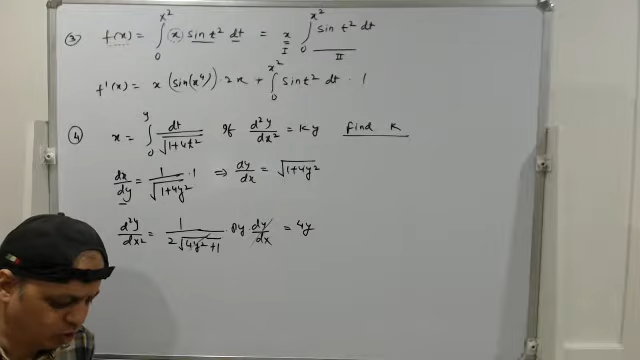 ③ f(x) = ∫₀^{x²} x sin t² dt = x ∫₀^{x²} sin t² dt
I II
f'(x) = x (sin(x⁴)) · 2x + ∫₀^{x²} sin t² dt · 1
④ x = ∫₀^y dt/√(1+4t²) If d²y/dx² = Ky find K
dx/dy = 1/√(1+4y²) · 1 ⇒ dy/dx = √(1+4y²)
d²y/dx² = 1/(2√(4y²+1)) · 8y · dy/dx = 4y